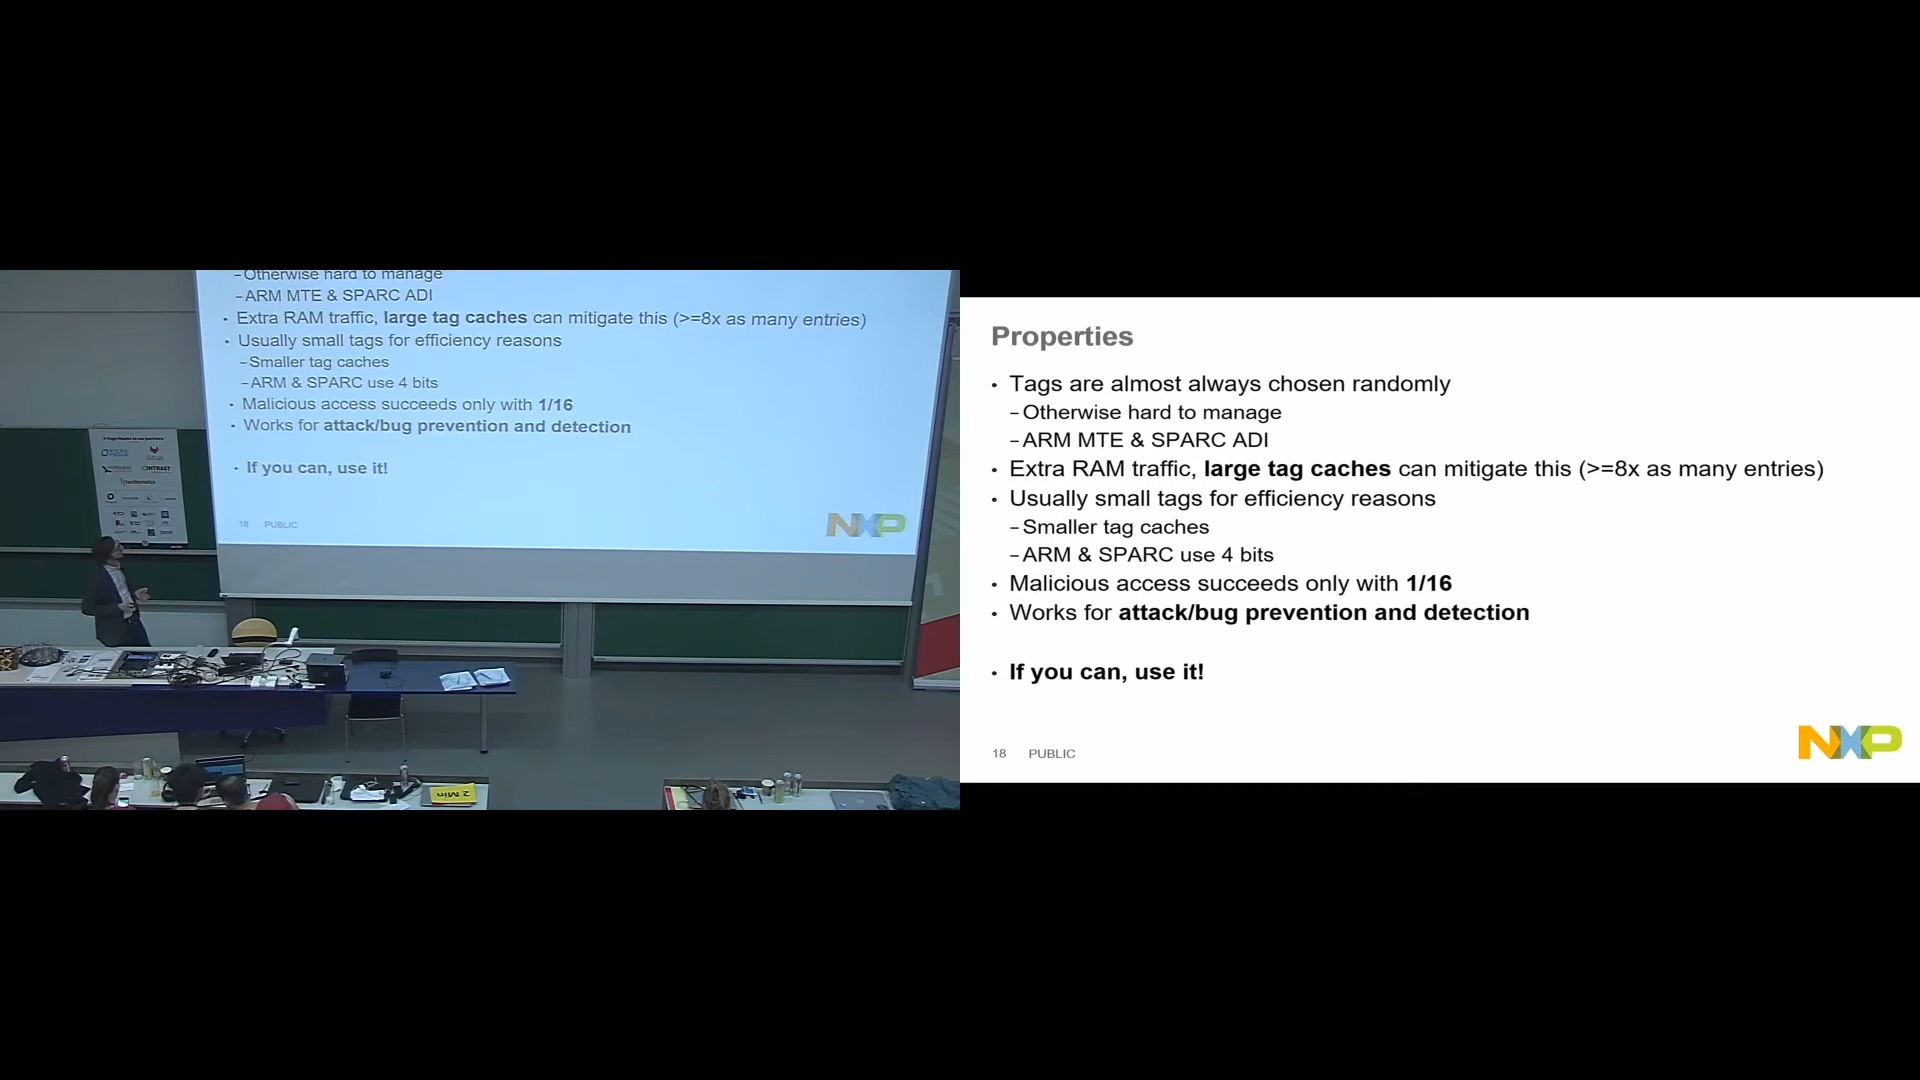 –Otherwise hard to manage
–ARM MTE & SPARC ADI
• Extra RAM traffic, large tag caches can mitigate this (>=8x as many entries)
• Usually small tags for efficiency reasons
–Smaller tag caches
–ARM & SPARC use 4 bits
• Malicious access succeeds only with 1/16
• Works for attack/bug prevention and detection
• If you can, use it!
18 PUBLIC
NXP
2 Min
Properties
• Tags are almost always chosen randomly
–Otherwise hard to manage
–ARM MTE & SPARC ADI
• Extra RAM traffic, large tag caches can mitigate this (>=8x as many entries)
• Usually small tags for efficiency reasons
–Smaller tag caches
–ARM & SPARC use 4 bits
• Malicious access succeeds only with 1/16
• Works for attack/bug prevention and detection
• If you can, use it!
18 PUBLIC
NXP